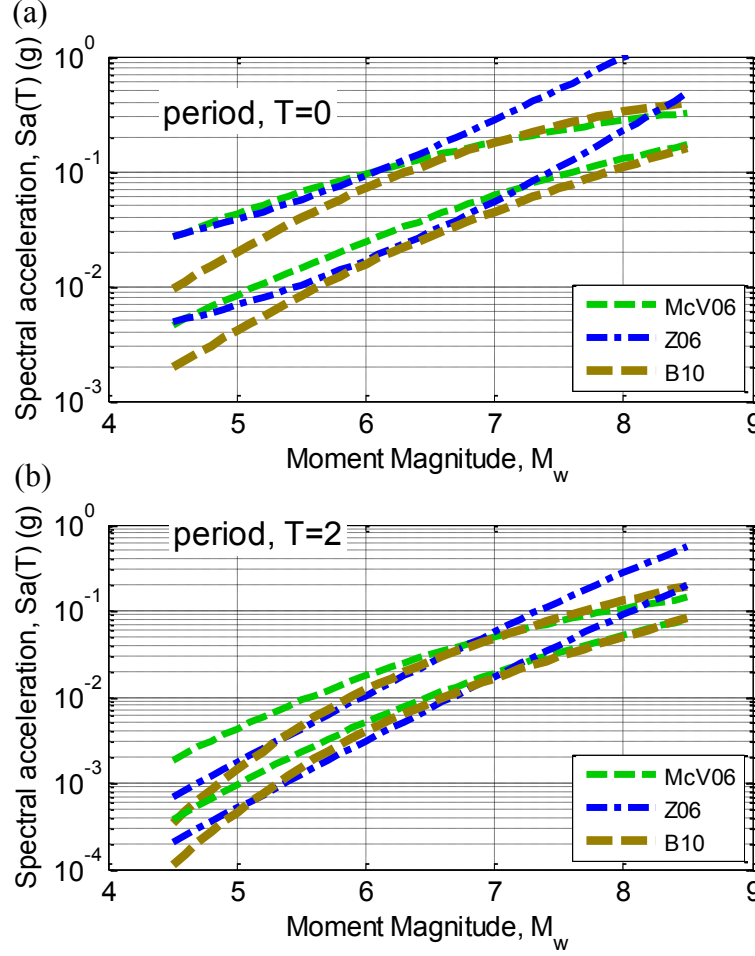 (a)
10^0
10^-1
10^-2
10^-3
Spectral acceleration, Sa(T) (g)
period, T=0
McV06
Z06
B10
4 5 6 7 8 9
Moment Magnitude, M_w
(b)
10^0
10^-1
10^-2
10^-3
10^-4
Spectral acceleration, Sa(T) (g)
period, T=2
McV06
Z06
B10
4 5 6 7 8 9
Moment Magnitude, M_w